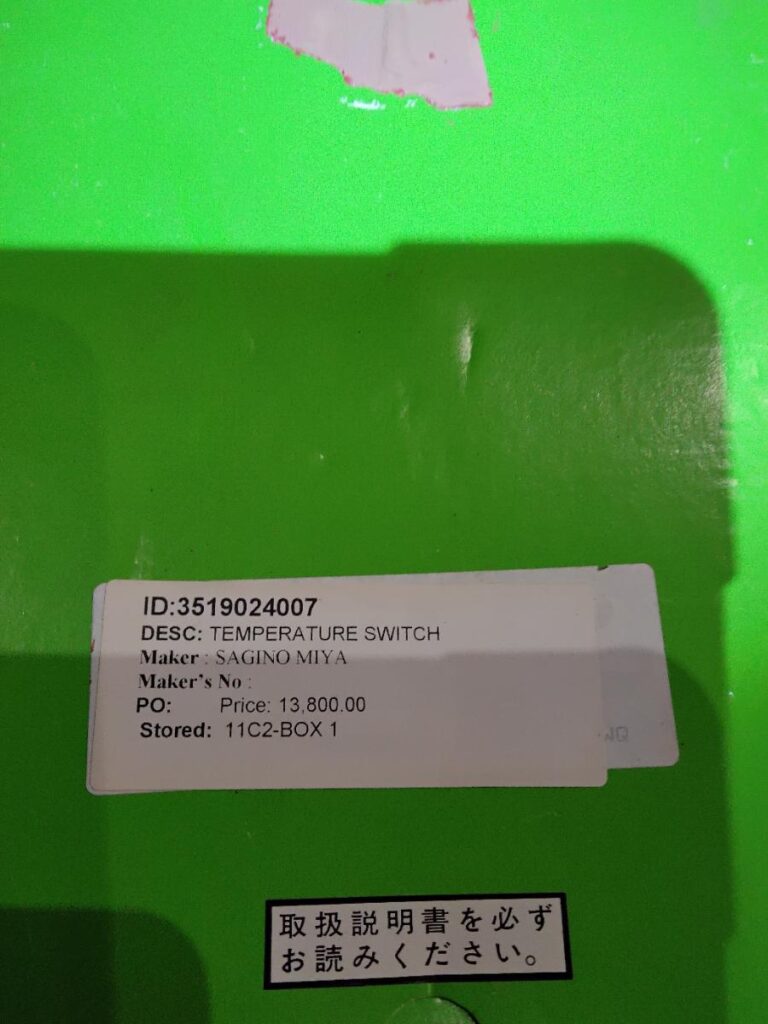 ID:3519024007
DESC: TEMPERATURE SWITCH
Maker : SAGINO MIYA
Maker's No :
PO: Price: 13,800.00
Stored: 11C2-BOX 1
取扱説明書を必ず
お読みください。